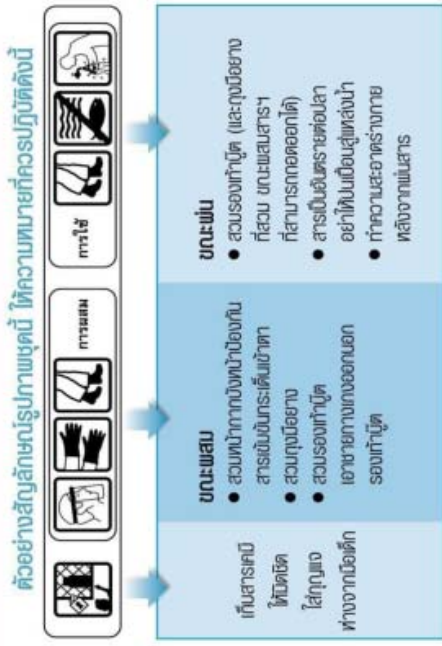 ตัวอย่างสัญลักษณ์รูปภาพชุดนี้ ให้ความหมายที่ควรปฏิบัติดังนี้
การผสม
การใช้
เก็บสารเคมี
ให้มิดชิด
ใส่กุญแจ
ห่างจากมือเด็ก
ขณะผสม
● สวมหน้ากากบังหน้าป้องกัน
สารเข้มข้นกระเด็นเข้าตา
● สวมถุงมือยาง
● สวมรองเท้าบู๊ต
เอาชายกางเกงออกนอก
รองเท้าบู๊ต
ขณะพ่น
● สวมรองเท้าบู๊ต (และถุงมือยาง
ที่สวม ขณะผสมสารฯ
ที่สามารถถอดออกได้)
● สารเป็นอันตรายต่อปลา
อย่าให้ปนเปื้อนสู่แหล่งน้ำ
● ทำความสะอาดร่างกาย
หลังจากพ่นสาร